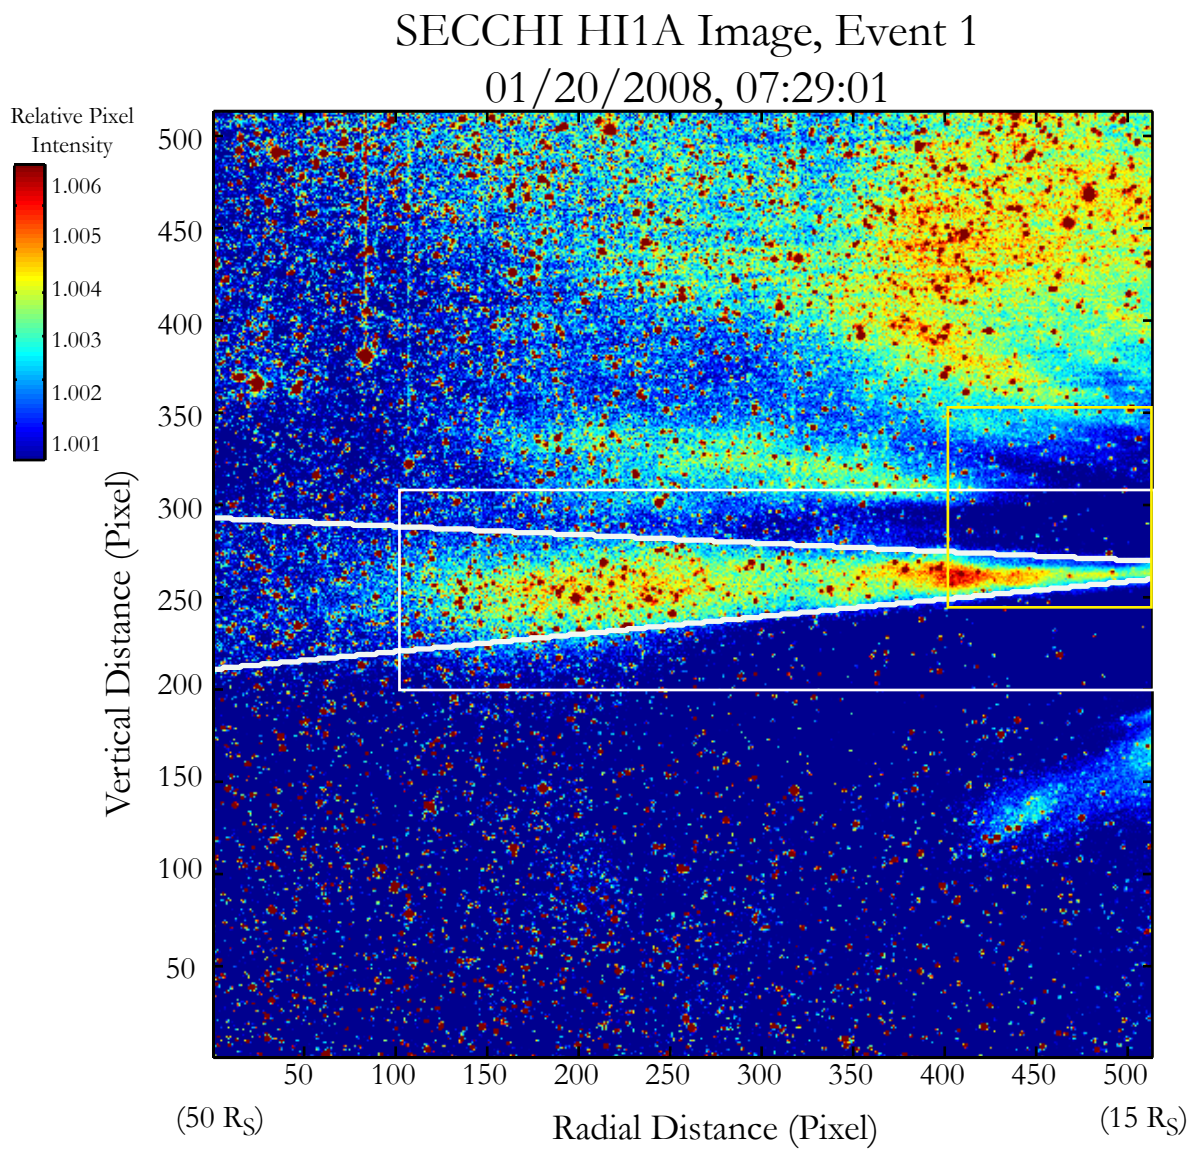 SECCHI HI1A Image, Event 1
01/20/2008, 07:29:01
Relative Pixel
Intensity
1.006
1.005
1.004
1.003
1.002
1.001
Vertical Distance (Pixel)
500
450
400
350
300
250
200
150
100
50
50 100 150 200 250 300 350 400 450 500
(50 RS) (15 RS)
Radial Distance (Pixel)